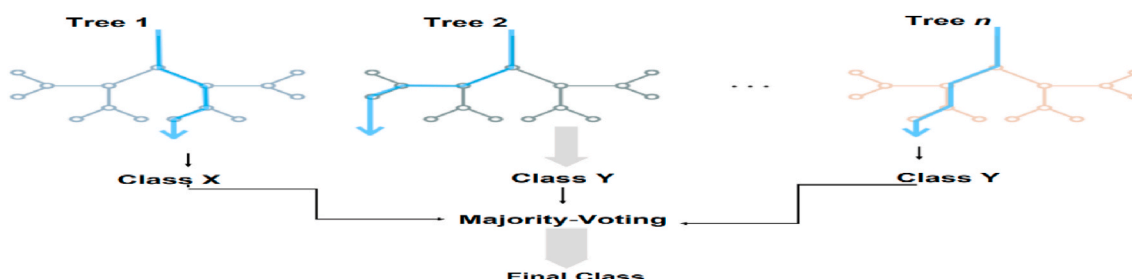 Tree 1
Tree 2
Tree n
...
Class X
Class Y
Class Y
Majority-Voting
Final Class